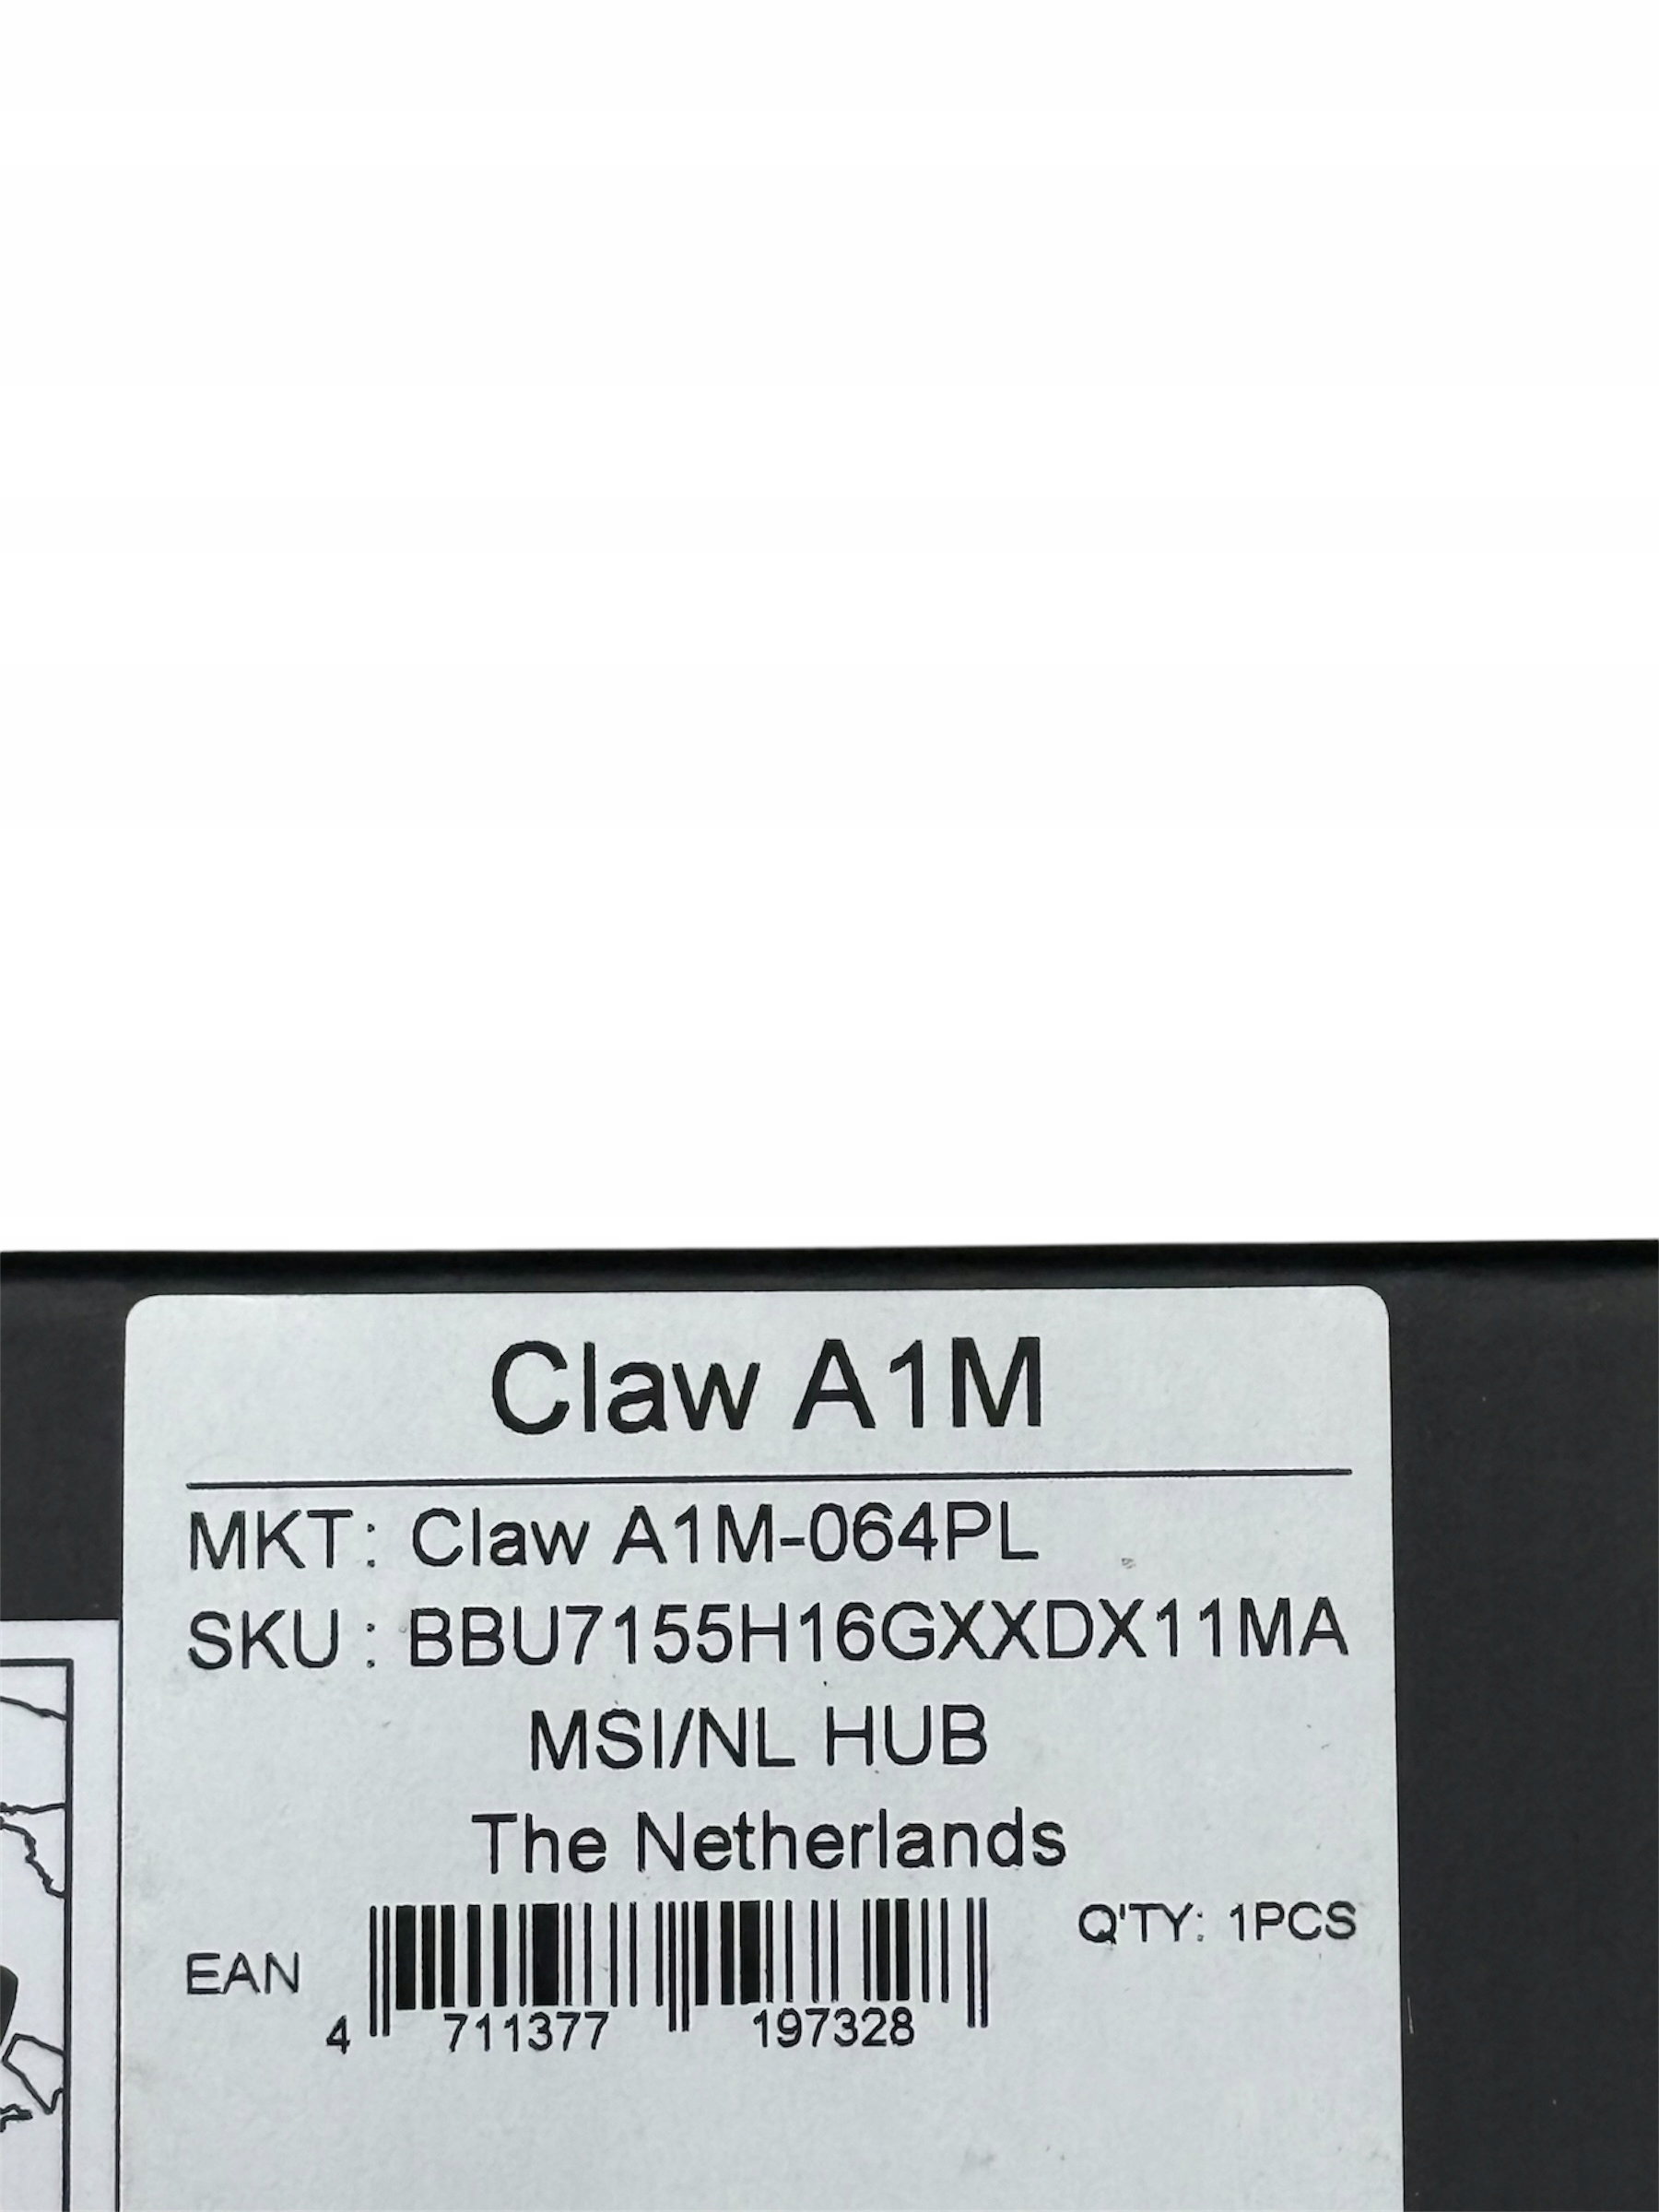 Claw A1M
MKT: Claw A1M-064PL
SKU : BBU7155H16GXXDX11MA
MSI/NL HUB
The Netherlands
EAN
Q'TY: 1PCS
4 711377 197328